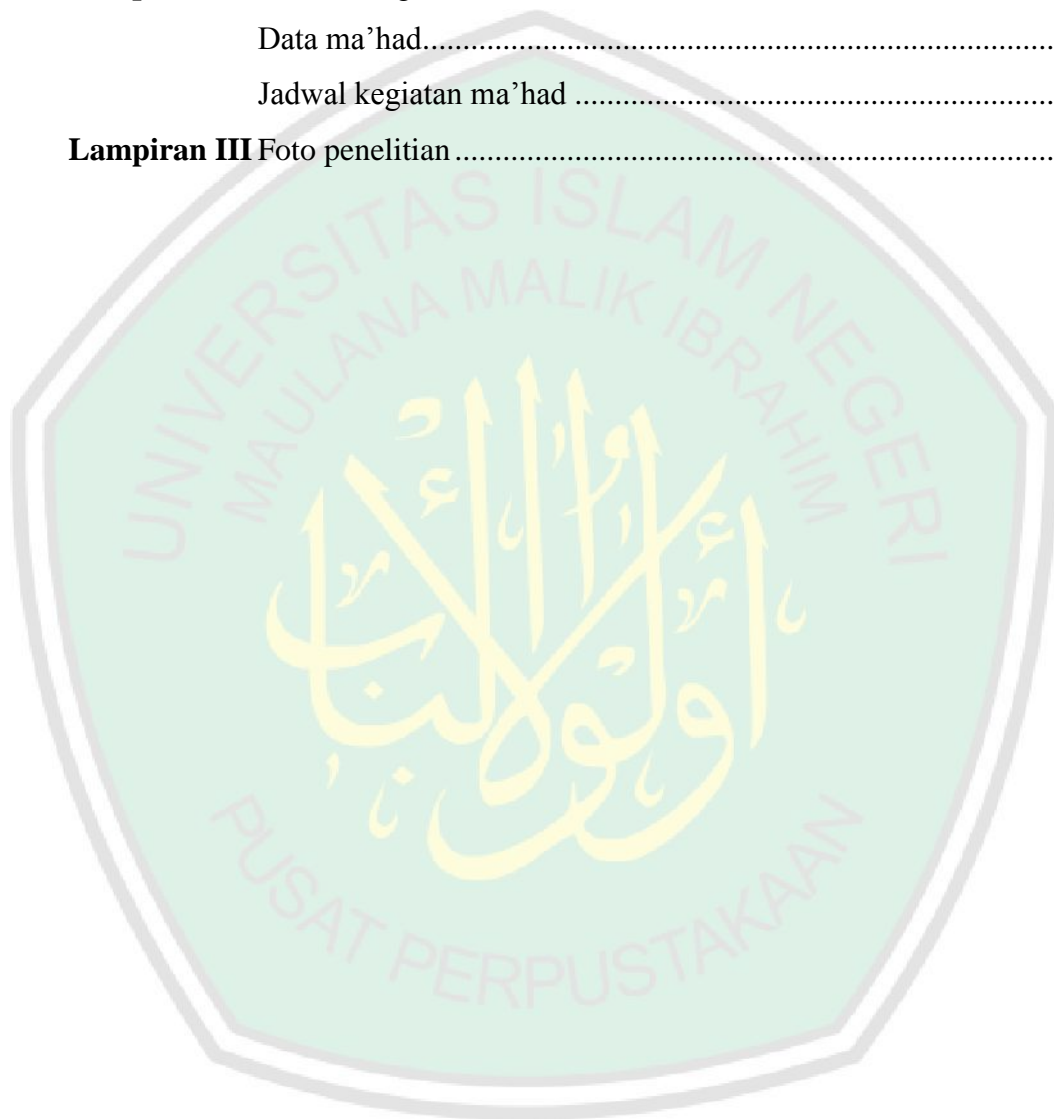 Data ma’had..............................................................................
Jadwal kegiatan ma’had ..........................................................
Lampiran III Foto penelitian .........................................................................
UNIVERSITAS ISLAM NEGERI
MAULANA MALIK IBRAHIM
أولو الألباب
PUSAT PERPUSTAKAAN